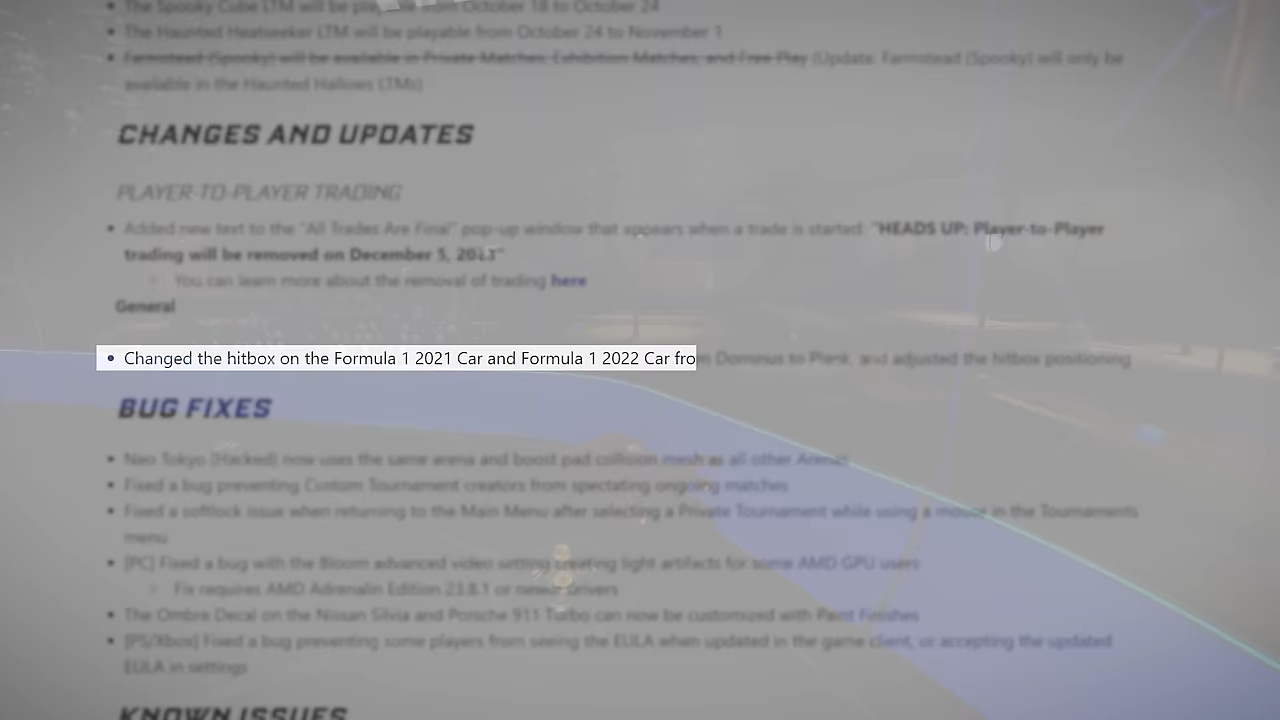 • The Spooky Cube LTM will be playable from October 18 to October 24
• The Haunted Heatseeker LTM will be playable from October 24 to November 1
• Farmstead (Spooky) will be available in Private Matches, Exhibition Matches, and Free Play (Update: Farmstead (Spooky) will only be
available in the Haunted Hallows LTMs)
CHANGES AND UPDATES
PLAYER-TO-PLAYER TRADING
• Added new text to the "All Trades Are Final" pop-up window that appears when a trade is started: "HEADS UP: Player-to-Player
trading will be removed on December 5, 2023"
◦ You can learn more about the removal of trading here
General
• Changed the hitbox on the Formula 1 2021 Car and Formula 1 2022 Car from Dominus to Plank, and adjusted the hitbox positioning
BUG FIXES
• Neo Tokyo (Hacked) now uses the same arena and boost pad collision mesh as all other Arenas
• Fixed a bug preventing Custom Tournament creators from spectating ongoing matches
• Fixed a softlock issue when returning to the Main Menu after selecting a Private Tournament while using a mouse in the Tournaments
menu
• [PC] Fixed a bug with the Bloom advanced video setting creating light artifacts for some AMD GPU users
◦ Fix requires AMD Adrenalin Edition 23.8.1 or newer drivers
• The Ombre Decal on the Nissan Silvia and Porsche 911 Turbo can now be customized with Paint Finishes
• [PS/Xbox] Fixed a bug preventing some players from seeing the EULA when updated in the game client, or accepting the updated
EULA in settings
KNOWN ISSUES